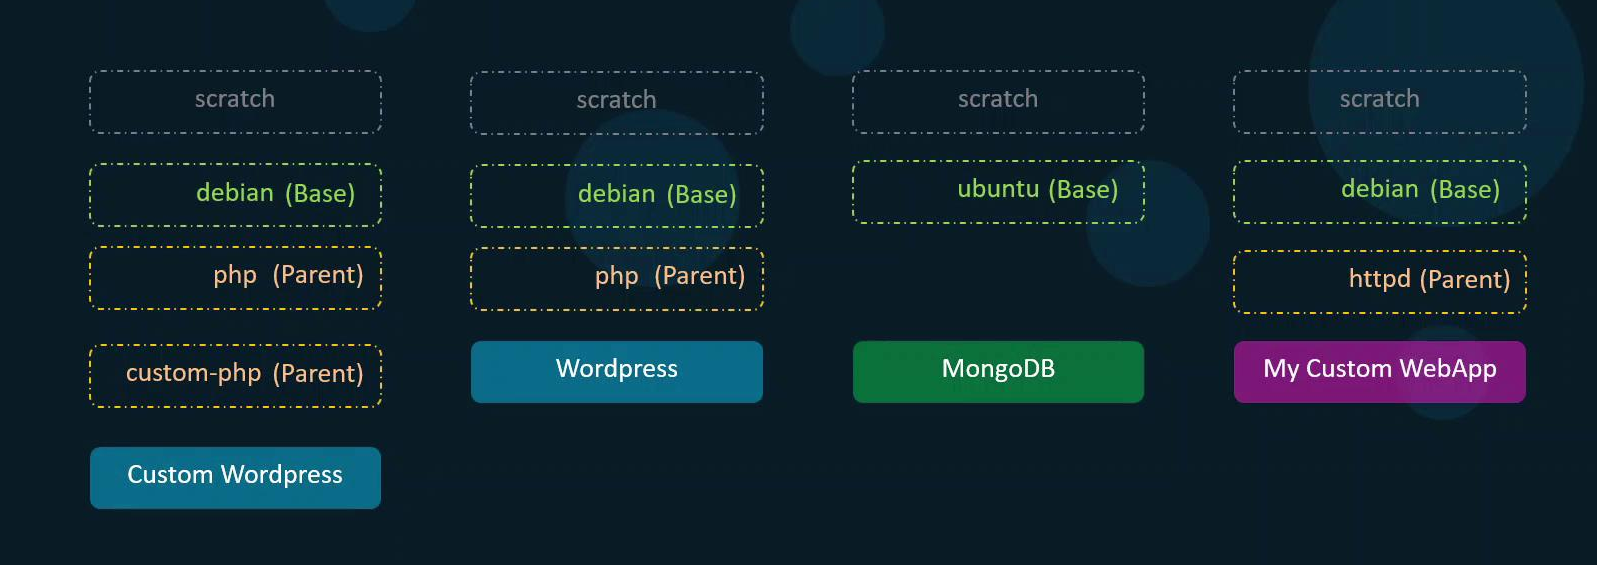 scratch
scratch
scratch
scratch
debian (Base)
debian (Base)
ubuntu (Base)
debian (Base)
php (Parent)
php (Parent)
httpd (Parent)
custom-php (Parent)
Wordpress
MongoDB
My Custom WebApp
Custom Wordpress